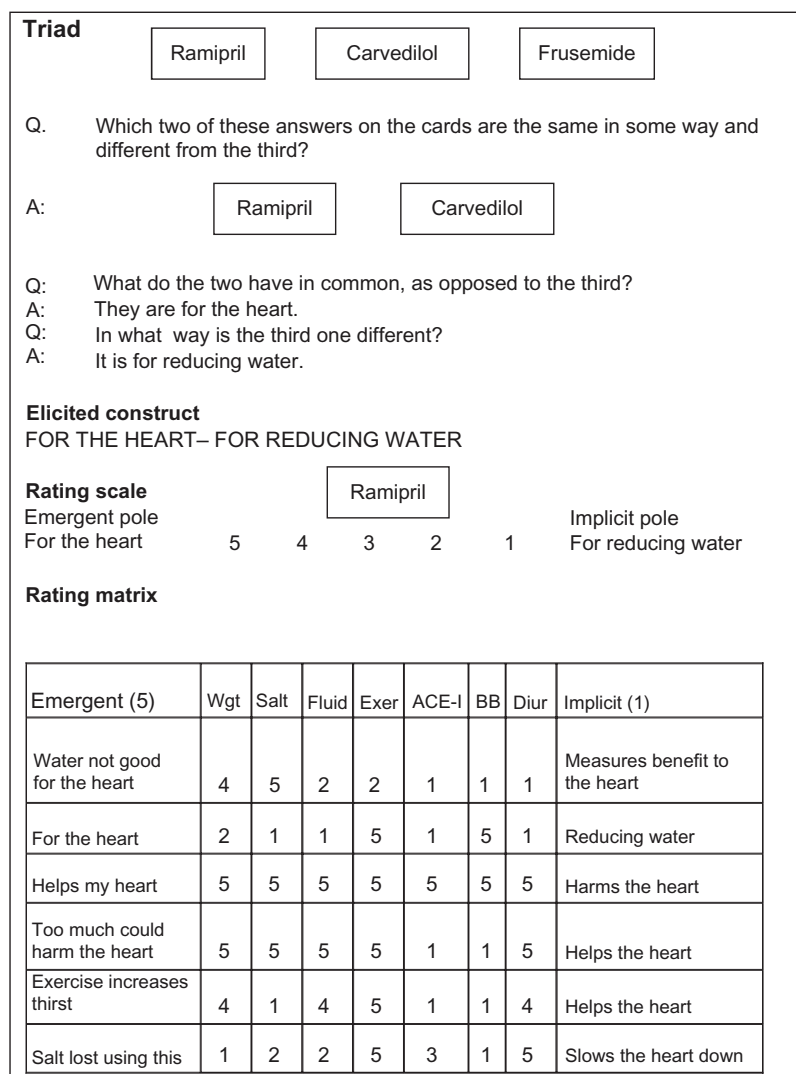 Triad
Ramipril Carvedilol Frusemide
Q. Which two of these answers on the cards are the same in some way and
different from the third?
A: Ramipril Carvedilol
Q: What do the two have in common, as opposed to the third?
A: They are for the heart.
Q: In what way is the third one different?
A: It is for reducing water.
Elicited construct
FOR THE HEART– FOR REDUCING WATER
Rating scale Ramipril
Emergent pole Implicit pole
For the heart 5 4 3 2 1 For reducing water
Rating matrix
Emergent (5) Wgt Salt Fluid Exer ACE-I BB Diur Implicit (1)
Water not good
for the heart 4 5 2 2 1 1 1 Measures benefit to
the heart
For the heart 2 1 1 5 1 5 1 Reducing water
Helps my heart 5 5 5 5 5 5 5 Harms the heart
Too much could
harm the heart 5 5 5 5 1 1 5 Helps the heart
Exercise increases
thirst 4 1 4 5 1 1 4 Helps the heart
Salt lost using this 1 2 2 5 3 1 5 Slows the heart down